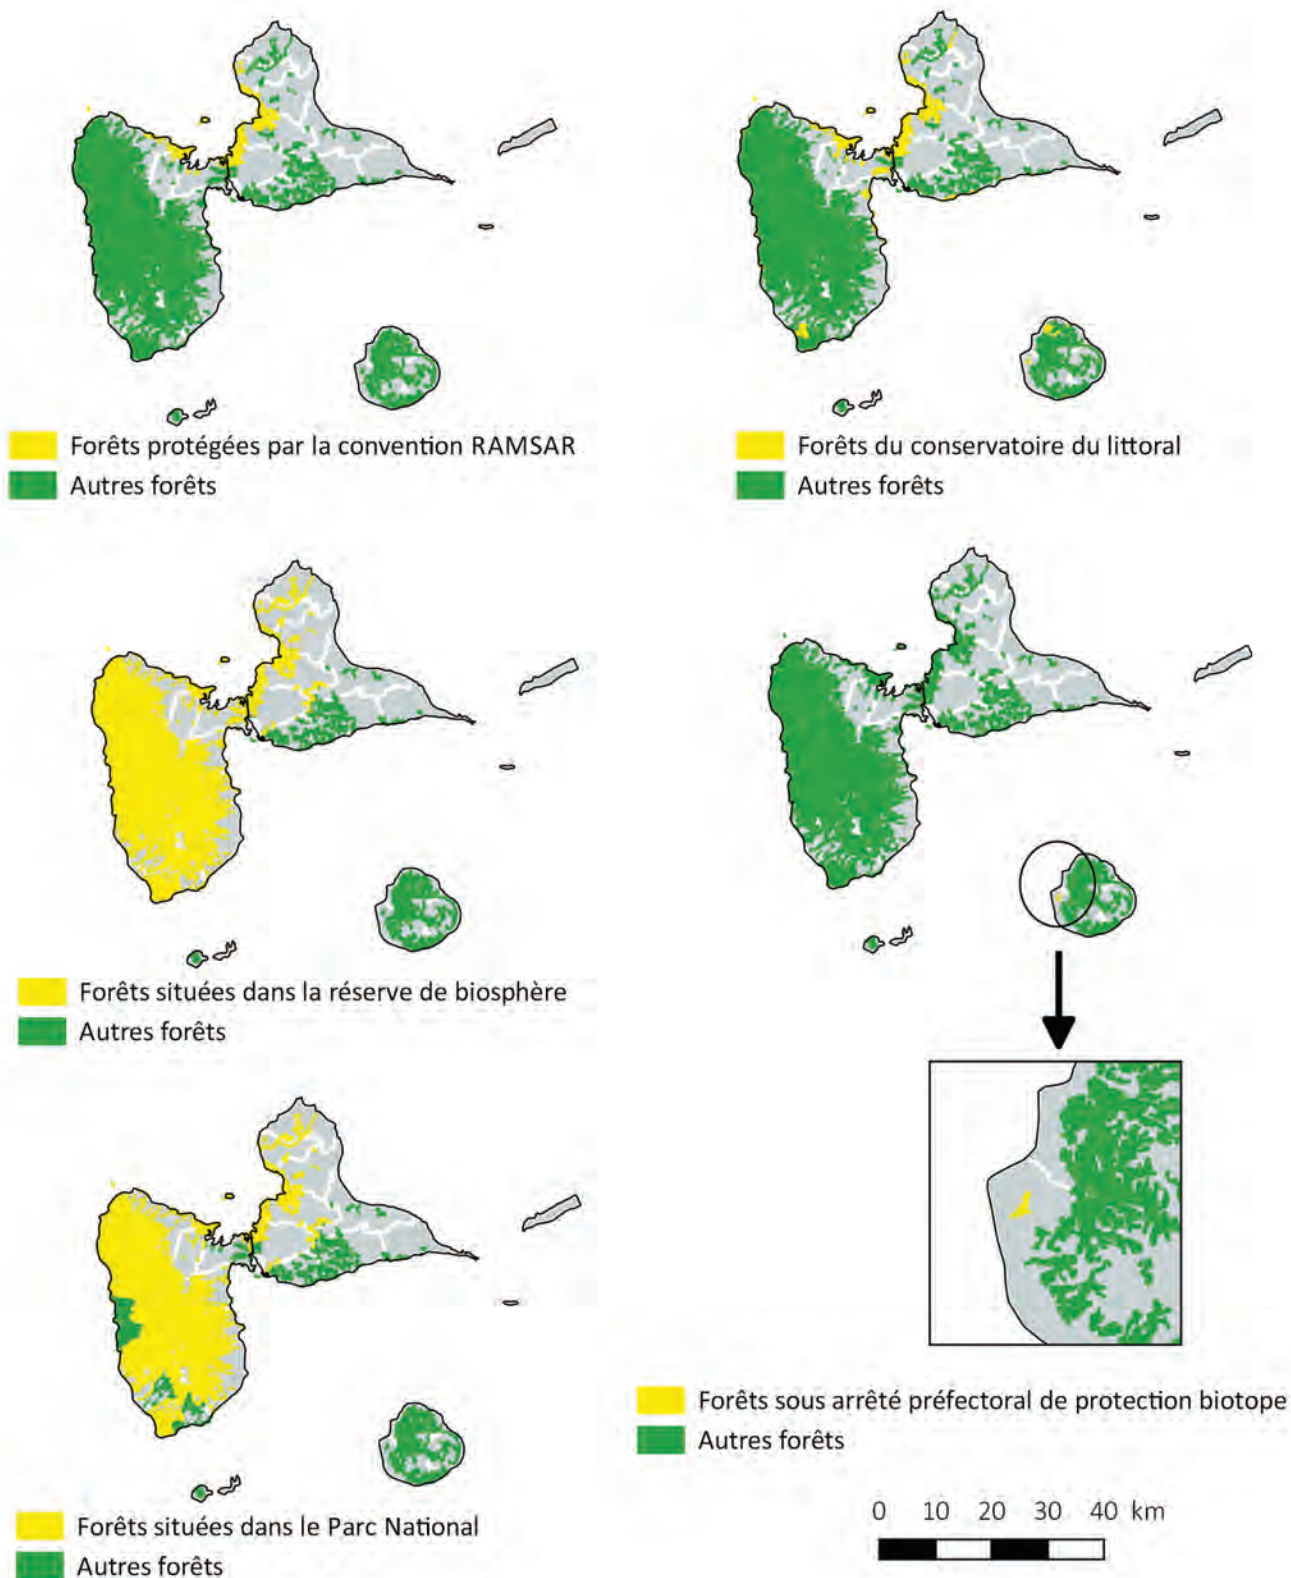 Forêts protégées par la convention RAMSAR
Autres forêts
Forêts du conservatoire du littoral
Autres forêts
Forêts situées dans la réserve de biosphère
Autres forêts
Forêts sous arrêté préfectoral de protection biotope
Autres forêts
Forêts situées dans le Parc National
Autres forêts
0 10 20 30 40 km